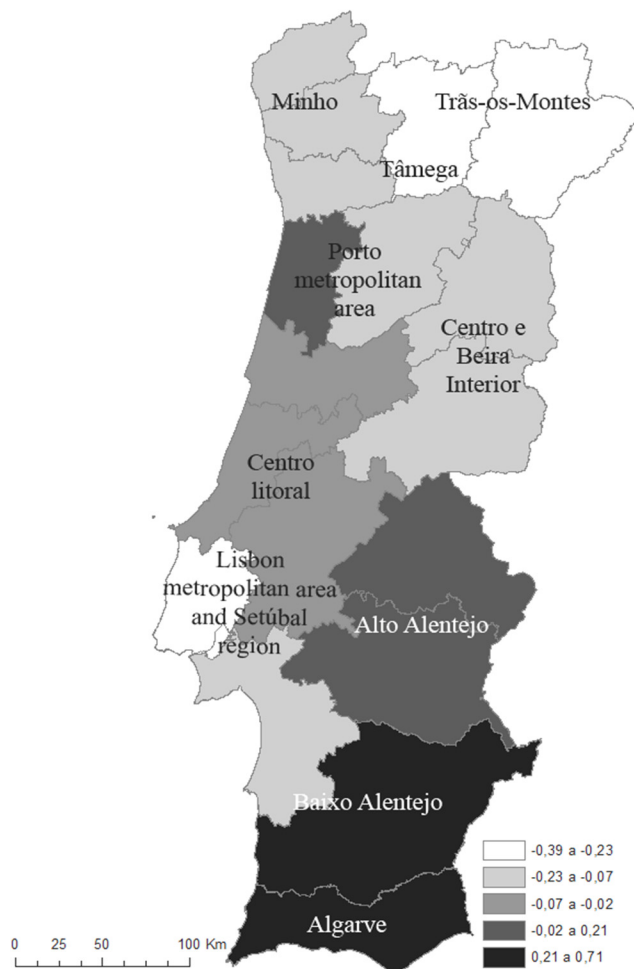 Minho
Trãs-os-Montes
Tâmega
Porto
metropolitan
area
Centro e
Beira
Interior
Centro
litoral
Lisbon
metropolitan area
and Setúbal
region
Alto Alentejo
Baixo Alentejo
Algarve
-0,39 a -0,23
-0,23 a -0,07
-0,07 a -0,02
-0,02 a 0,21
0,21 a 0,71
0 25 50 100 Km